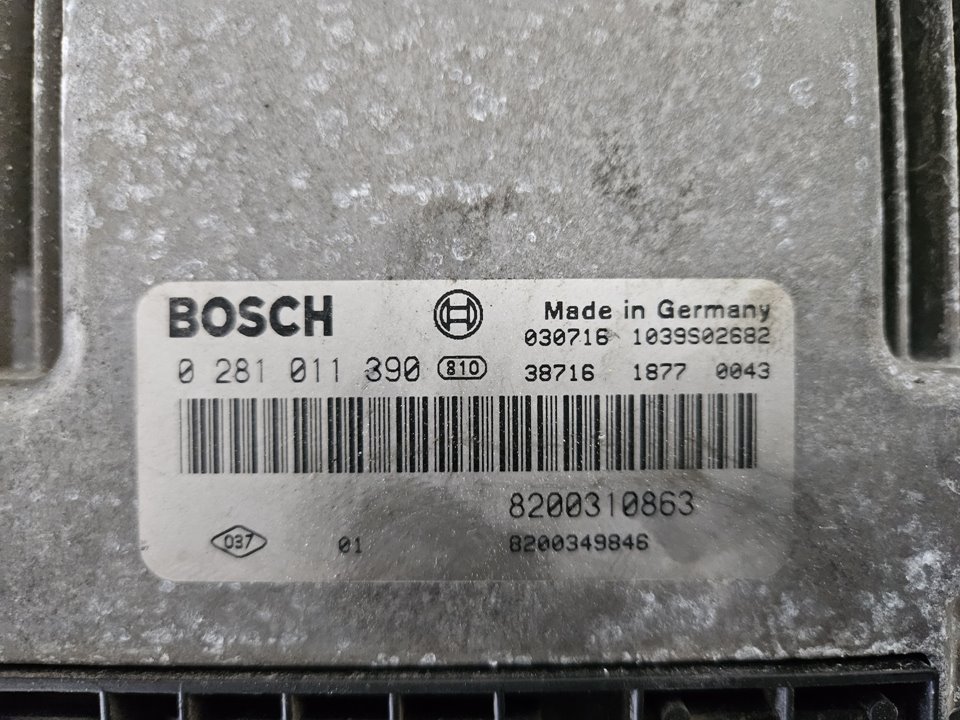 BOSCH
Made in Germany
030716 1039S02682
0 281 011 390 810
38716 1877 0043
8200310863
037 01 8200349846